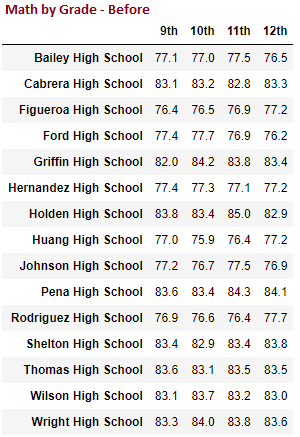 Math by Grade - Before
9th 10th 11th 12th
Bailey High School 77.1 77.0 77.5 76.5
Cabrera High School 83.1 83.2 82.8 83.3
Figueroa High School 76.4 76.5 76.9 77.2
Ford High School 77.4 77.7 76.9 76.2
Griffin High School 82.0 84.2 83.8 83.4
Hernandez High School 77.4 77.3 77.1 77.2
Holden High School 83.8 83.4 85.0 82.9
Huang High School 77.0 75.9 76.4 77.2
Johnson High School 77.2 76.7 77.5 76.9
Pena High School 83.6 83.4 84.3 84.1
Rodriguez High School 76.9 76.6 76.4 77.7
Shelton High School 83.4 82.9 83.4 83.8
Thomas High School 83.6 83.1 83.5 83.5
Wilson High School 83.1 83.7 83.2 83.0
Wright High School 83.3 84.0 83.8 83.6